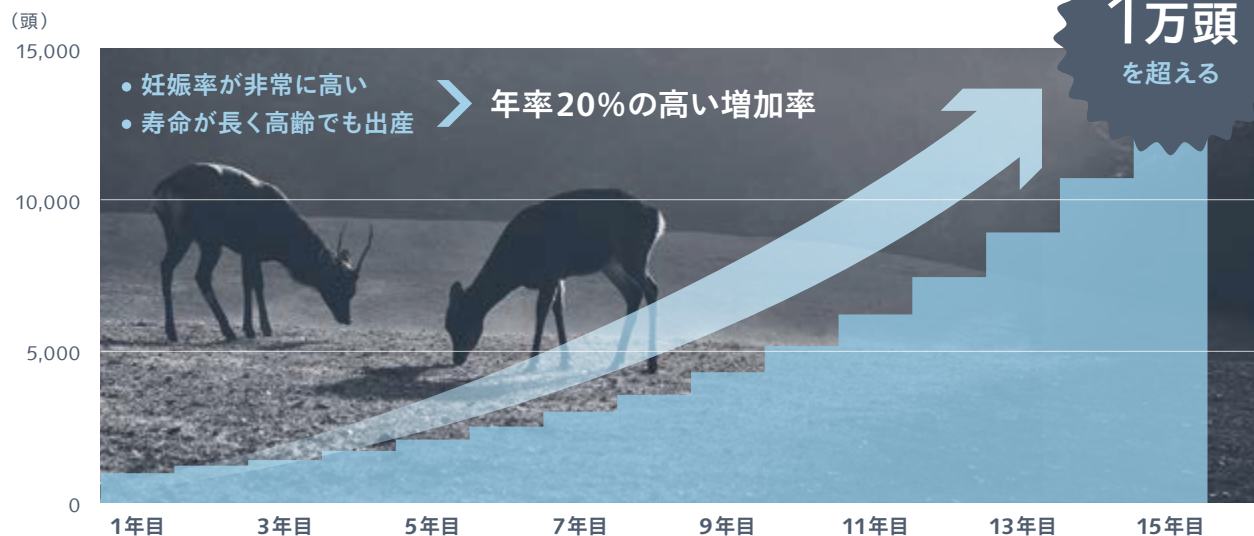 （頭）
15,000
10,000
5,000
0
• 妊娠率が非常に高い
• 寿命が長く高齢でも出産
年率20%の高い増加率
1万頭
を超える
1年目
3年目
5年目
7年目
9年目
11年目
13年目
15年目